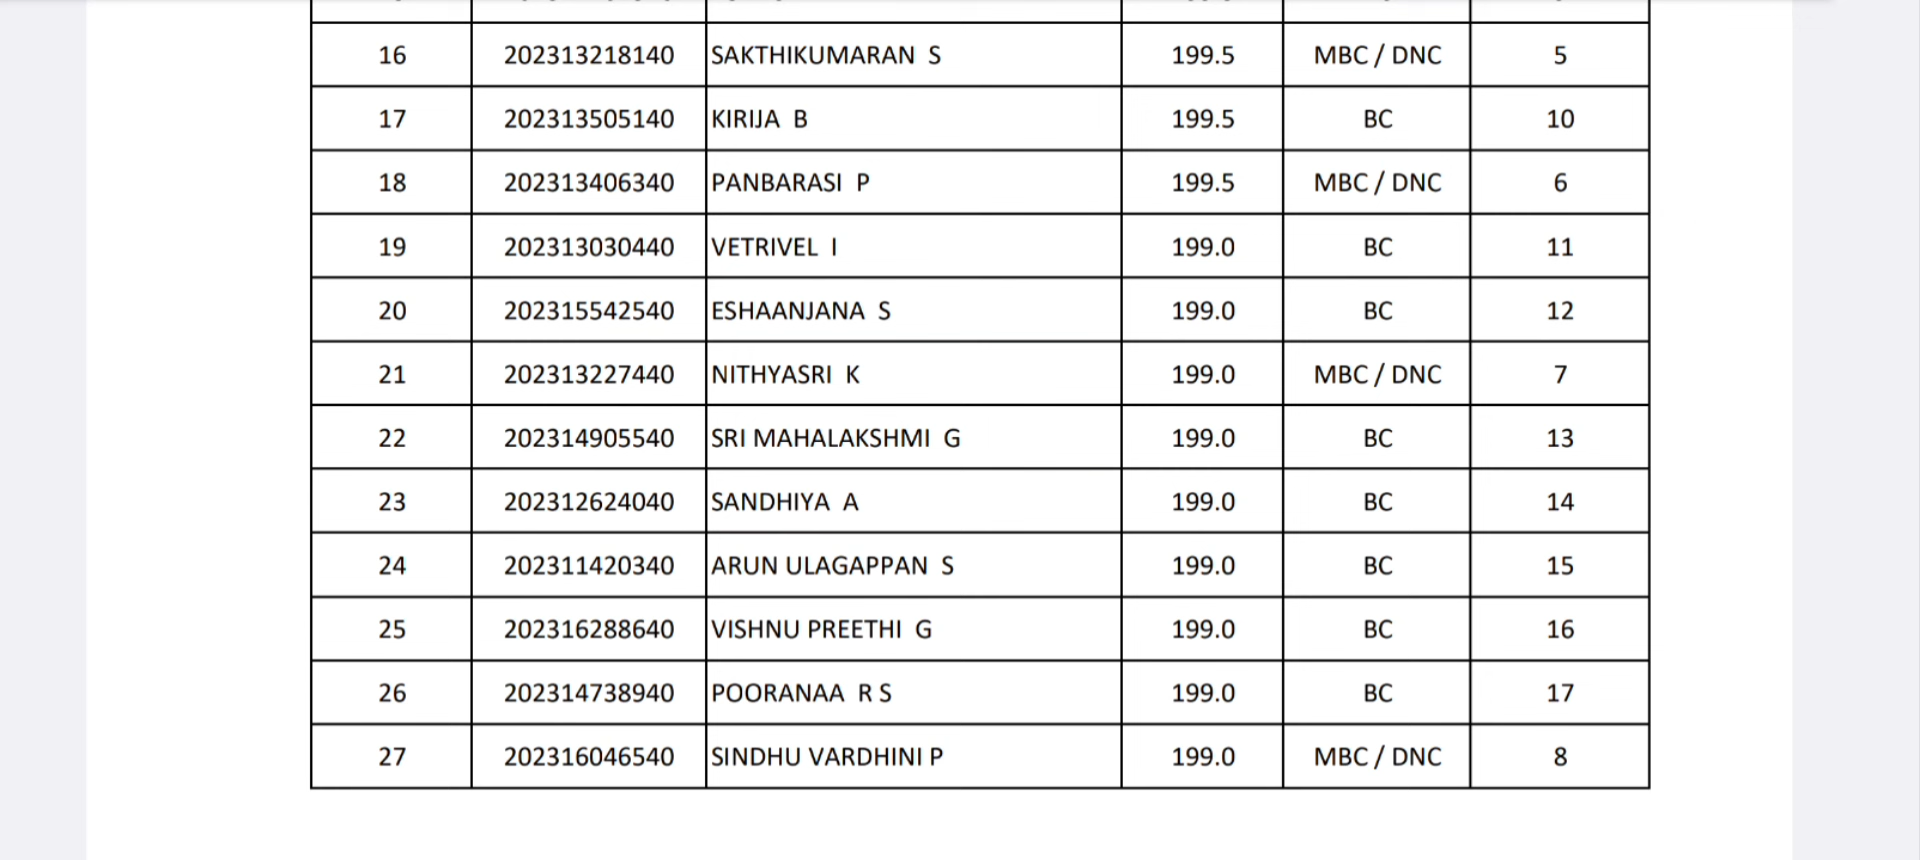 16 202313218140 SAKTHIKUMARAN S 199.5 MBC / DNC 5
17 202313505140 KIRIJA B 199.5 BC 10
18 202313406340 PANBARASI P 199.5 MBC / DNC 6
19 202313030440 VETRIVEL I 199.0 BC 11
20 202315542540 ESHAANJANA S 199.0 BC 12
21 202313227440 NITHYASRI K 199.0 MBC / DNC 7
22 202314905540 SRI MAHALAKSHMI G 199.0 BC 13
23 202312624040 SANDHIYA A 199.0 BC 14
24 202311420340 ARUN ULAGAPPAN S 199.0 BC 15
25 202316288640 VISHNU PREETHI G 199.0 BC 16
26 202314738940 POORANAA R S 199.0 BC 17
27 202316046540 SINDHU VARDHINI P 199.0 MBC / DNC 8